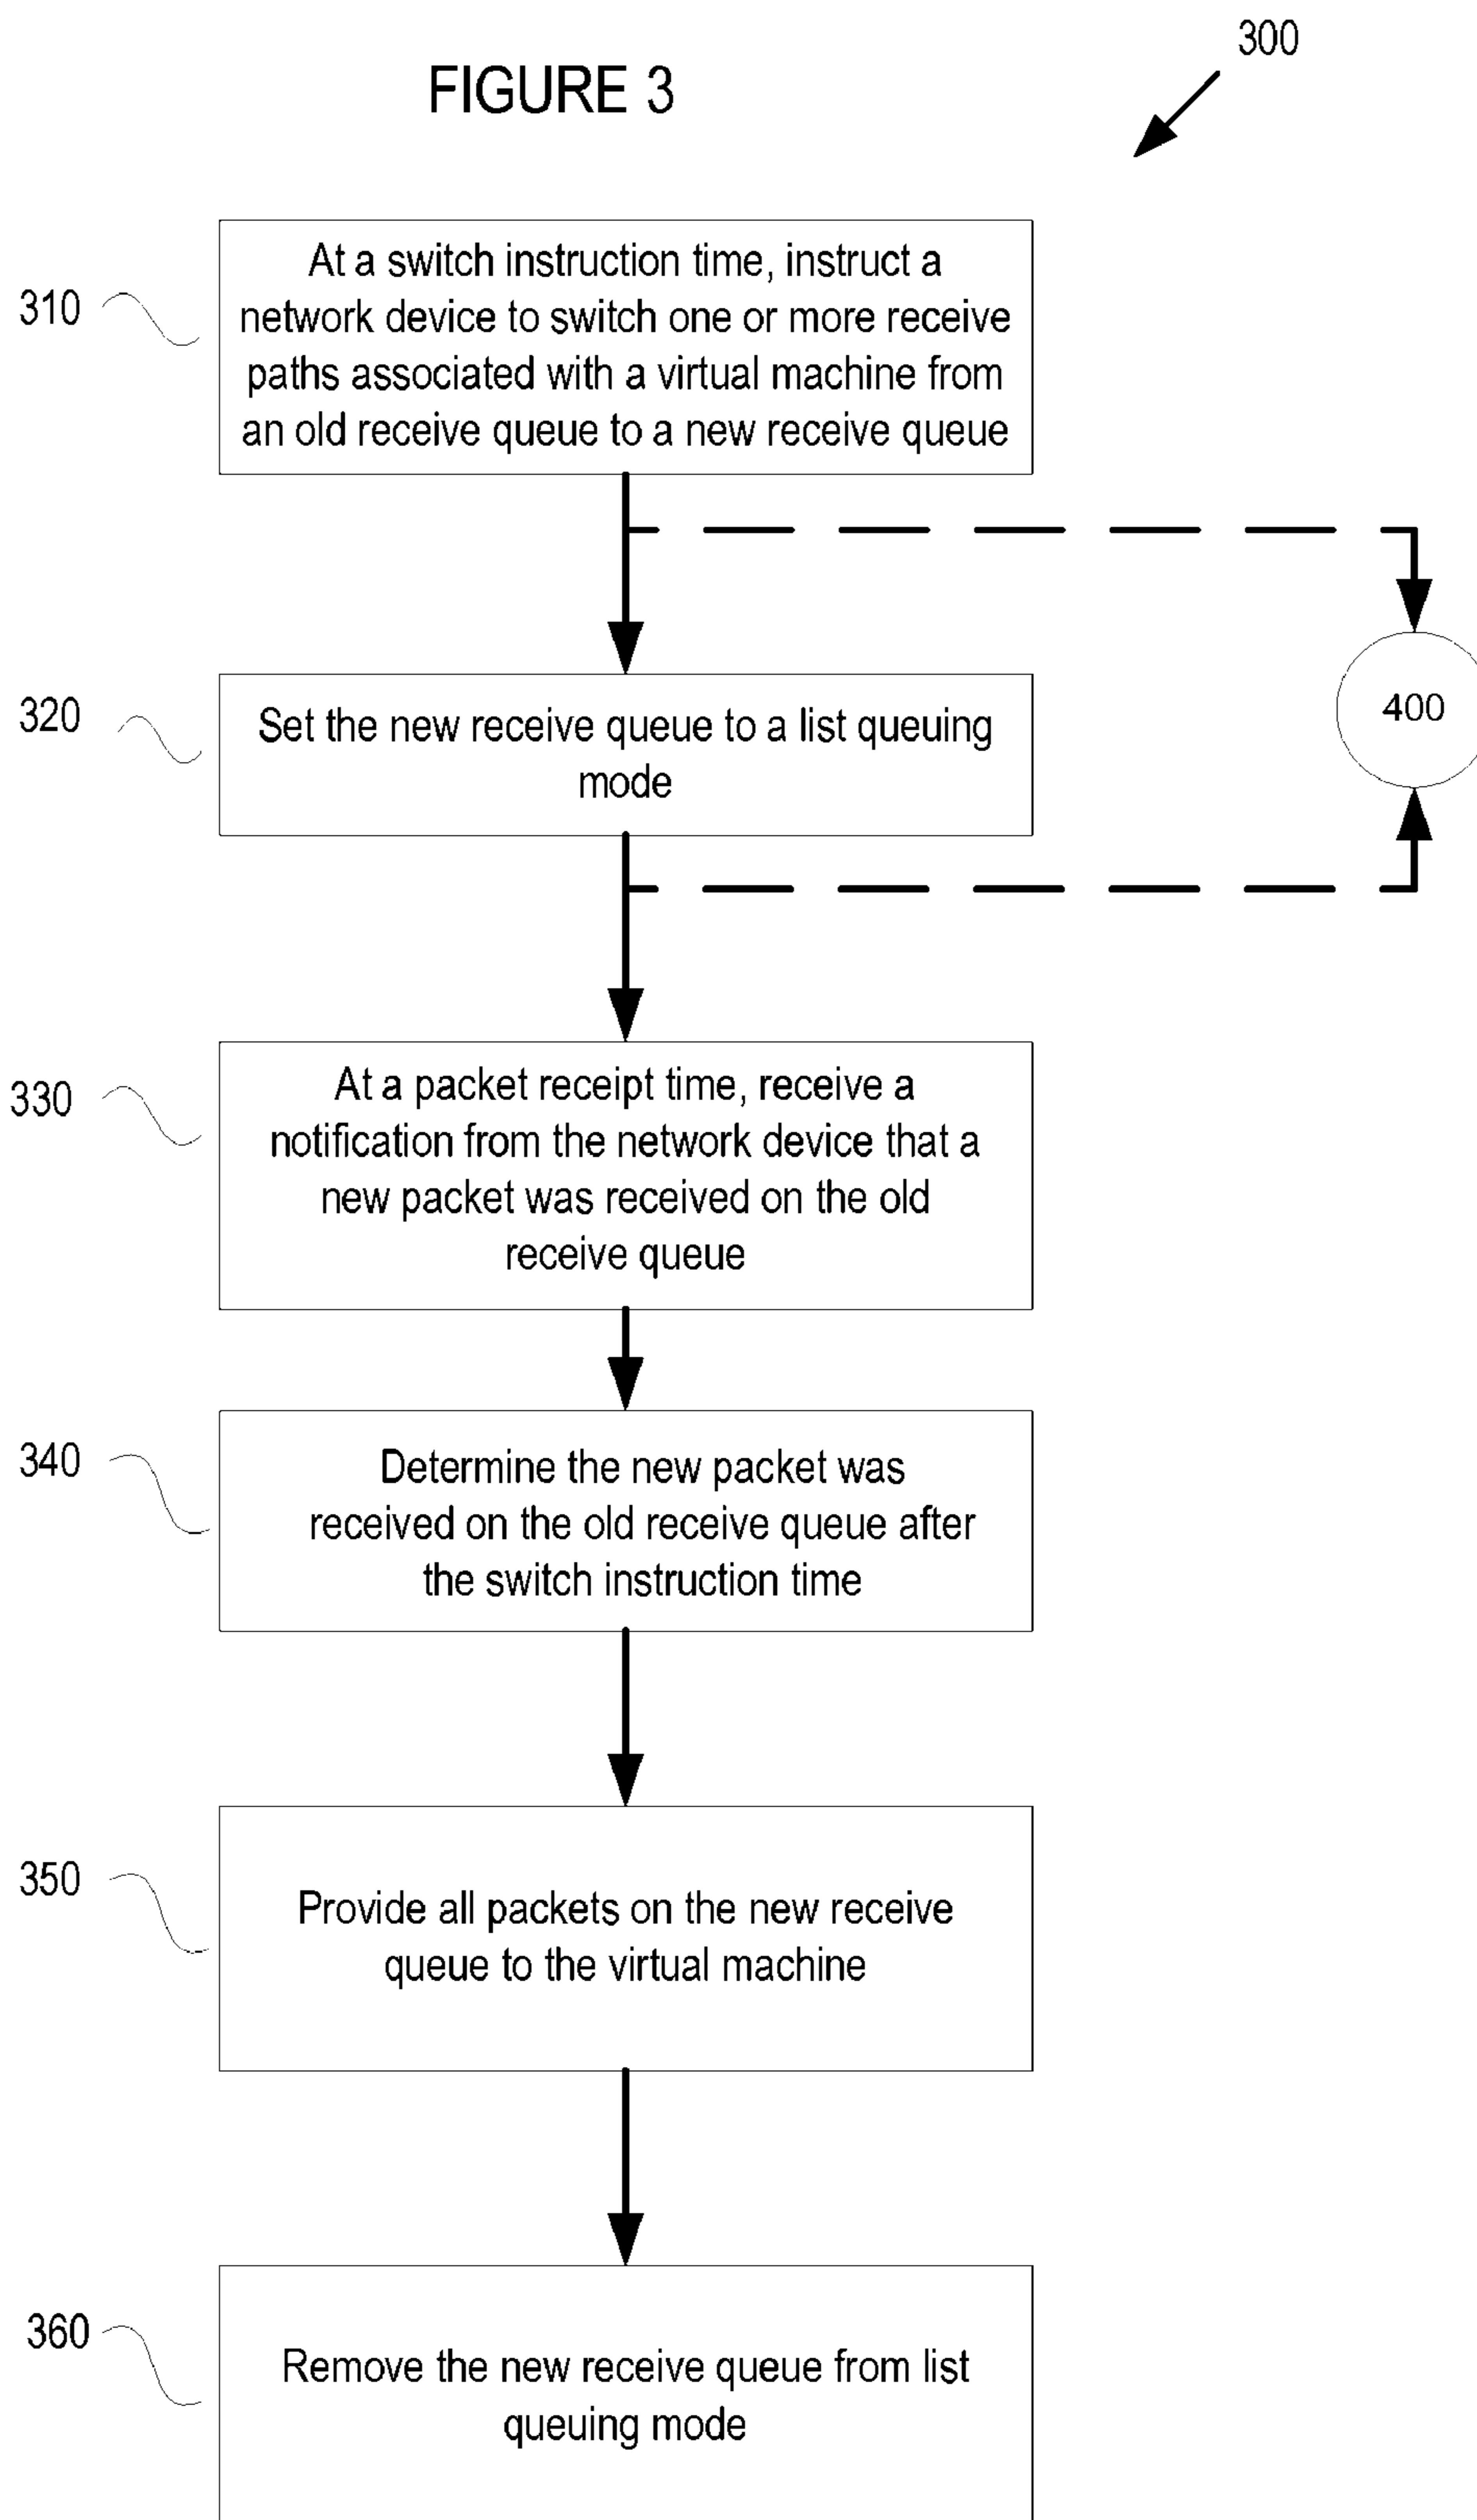 300
FIGURE 3
310
At a switch instruction time, instruct a
network device to switch one or more receive
paths associated with a virtual machine from
an old receive queue to a new receive queue
320
Set the new receive queue to a list queuing
mode
400
330
At a packet receipt time, receive a
notification from the network device that a
new packet was received on the old
receive queue
340
Determine the new packet was
received on the old receive queue after
the switch instruction time
350
Provide all packets on the new receive
queue to the virtual machine
360
Remove the new receive queue from list
queuing mode